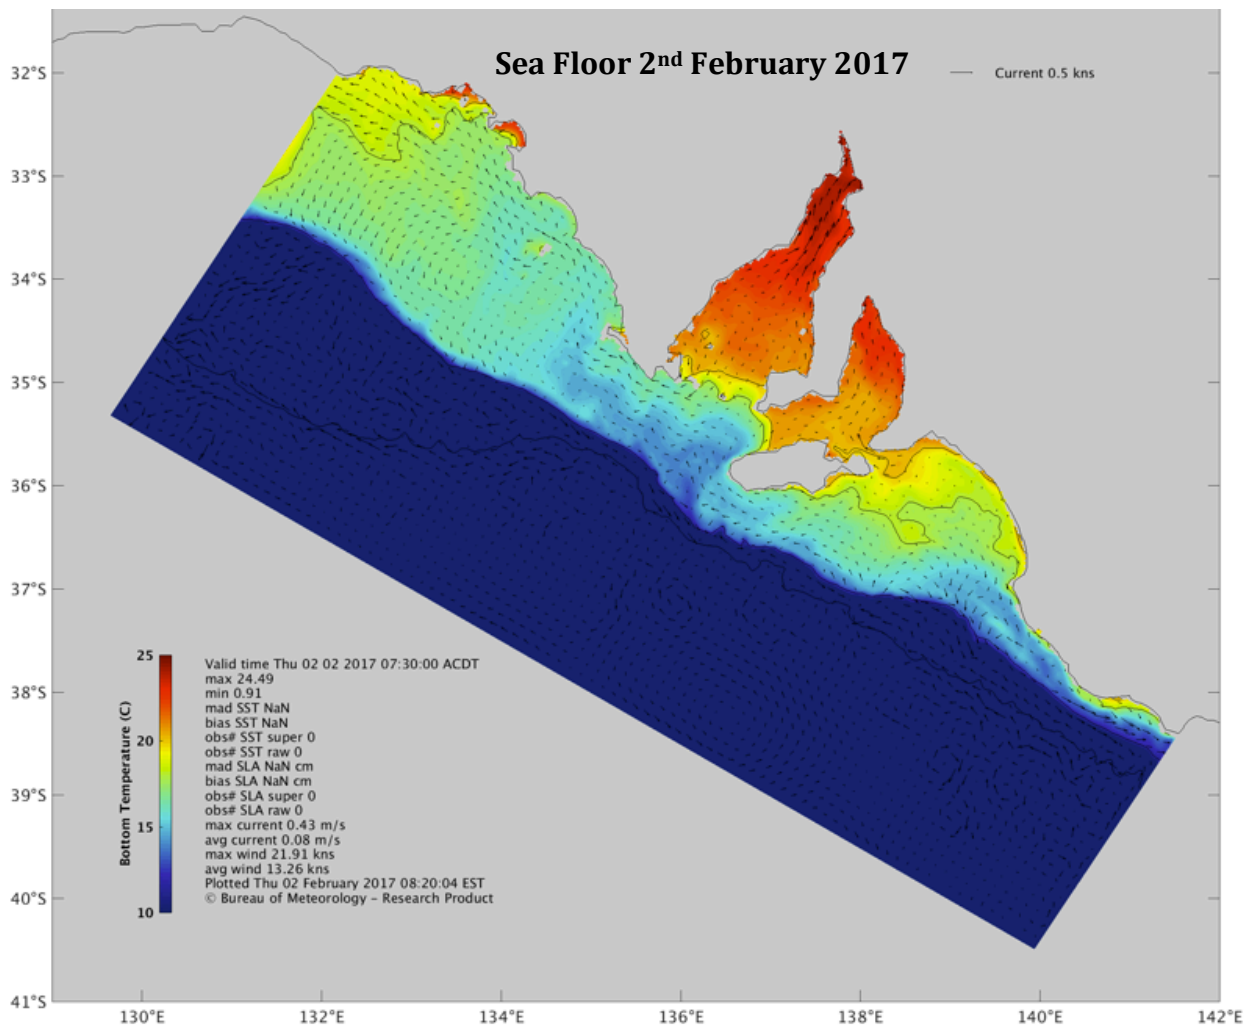 Sea Floor 2nd February 2017
Current 0.5 kns
32°S
33°S
34°S
35°S
36°S
37°S
38°S
39°S
40°S
41°S
25
20
15
10
Bottom Temperature (C)
Valid time Thu 02 02 2017 07:30:00 ACDT
max 24.49
min 0.91
mad SST NaN
bias SST NaN
obs# SST super 0
obs# SST raw 0
mad SLA NaN cm
bias SLA NaN cm
obs# SLA super 0
obs# SLA raw 0
max current 0.43 m/s
avg current 0.08 m/s
max wind 21.91 kns
avg wind 13.26 kns
Plotted Thu 02 February 2017 08:20:04 EST
© Bureau of Meteorology – Research Product
130°E
132°E
134°E
136°E
138°E
140°E
142°E